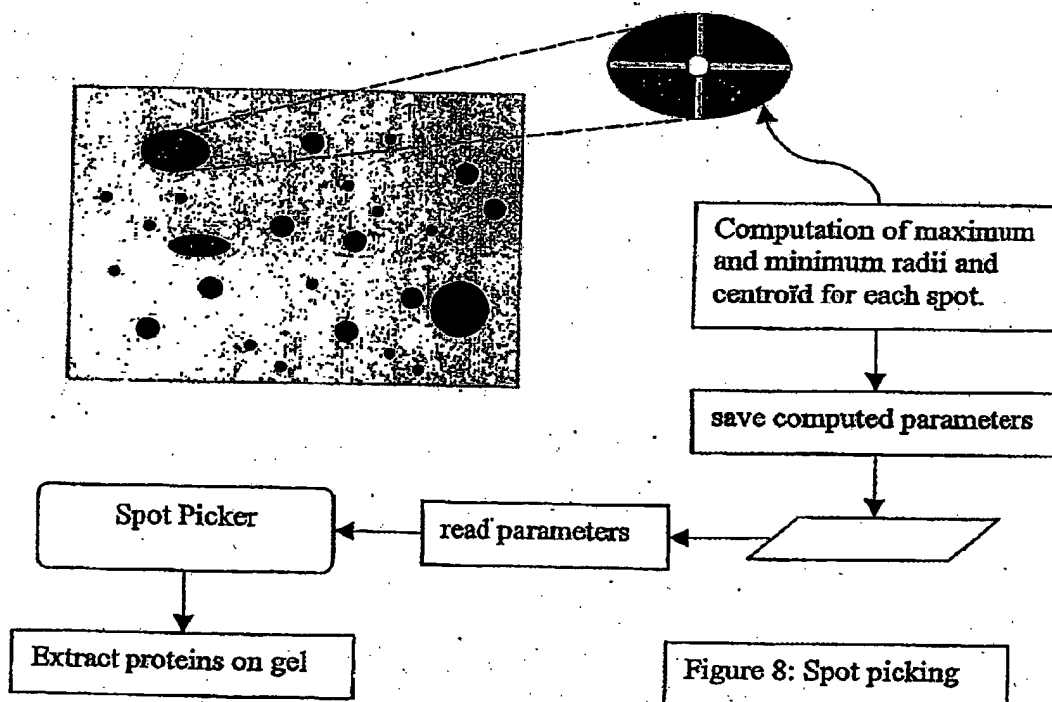 Computation of maximum
and minimum radii and
centroid for each spot.
save computed parameters
read parameters
Spot Picker
Extract proteins on gel
Figure 8: Spot picking